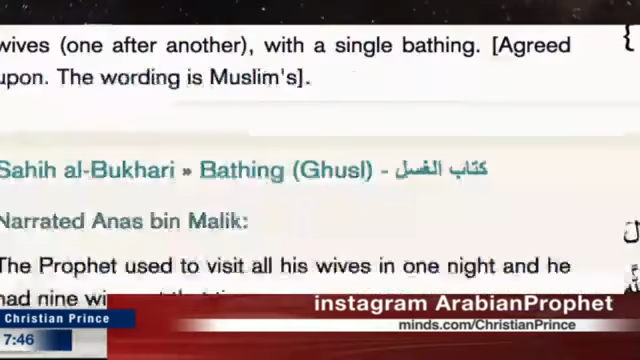 wives (one after another), with a single bathing. [Agreed
upon. The wording is Muslim's].
Sahih al-Bukhari » Bathing (Ghusl) - كتاب الغسل
Narrated Anas bin Malik:
The Prophet used to visit all his wives in one night and he
had nine
instagram ArabianProphet
Christian Prince
minds.com/ChristianPrince
7:46